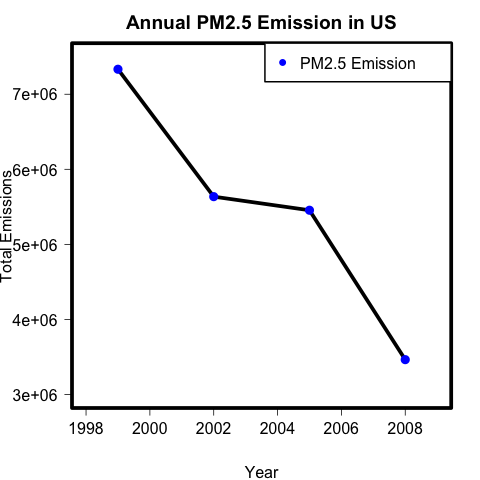 Annual PM2.5 Emission in US
PM2.5 Emission
7e+06
6e+06
5e+06
4e+06
3e+06
Total Emissions
1998 2000 2002 2004 2006 2008
Year